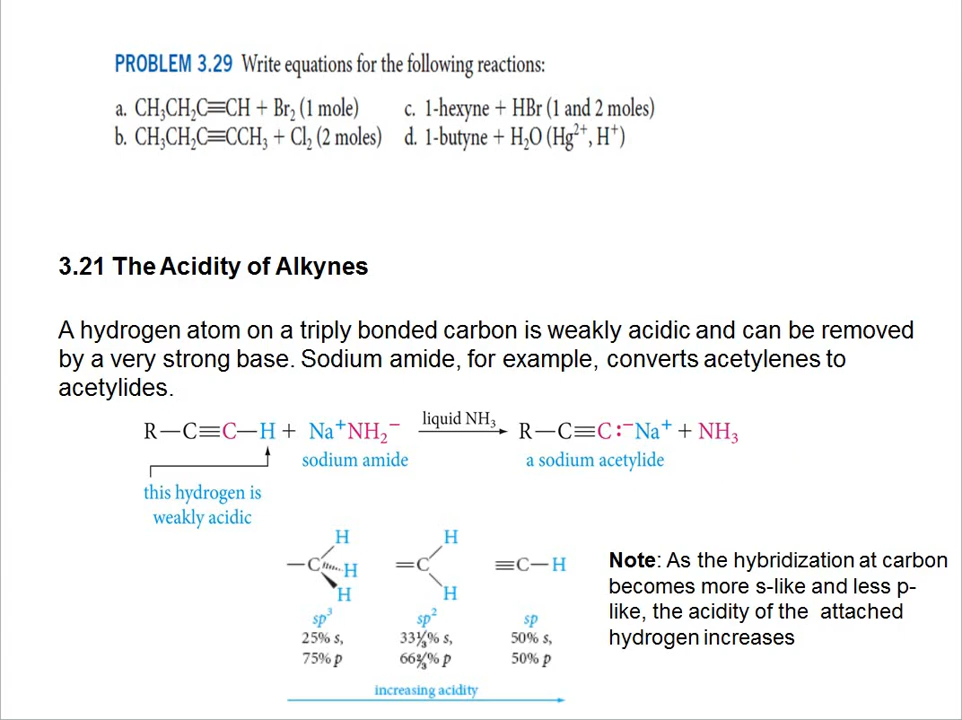 PROBLEM 3.29 Write equations for the following reactions:
a. CH₃CH₂C≡CH + Br₂ (1 mole) c. 1-hexyne + HBr (1 and 2 moles)
b. CH₃CH₂C≡CCH₃ + Cl₂ (2 moles) d. 1-butyne + H₂O (Hg²⁺, H⁺)
3.21 The Acidity of Alkynes
A hydrogen atom on a triply bonded carbon is weakly acidic and can be removed
by a very strong base. Sodium amide, for example, converts acetylenes to
acetylides.
R—C≡C—H + Na⁺NH₂⁻ liquid NH₃ R—C≡C:⁻Na⁺ + NH₃
sodium amide a sodium acetylide
this hydrogen is
weakly acidic
H H
—C H =C ≡C—H
H H
sp³ sp² sp
25% s, 33⅓% s, 50% s,
75% p 66⅔% p 50% p
increasing acidity
Note: As the hybridization at carbon
becomes more s-like and less p-
like, the acidity of the attached
hydrogen increases